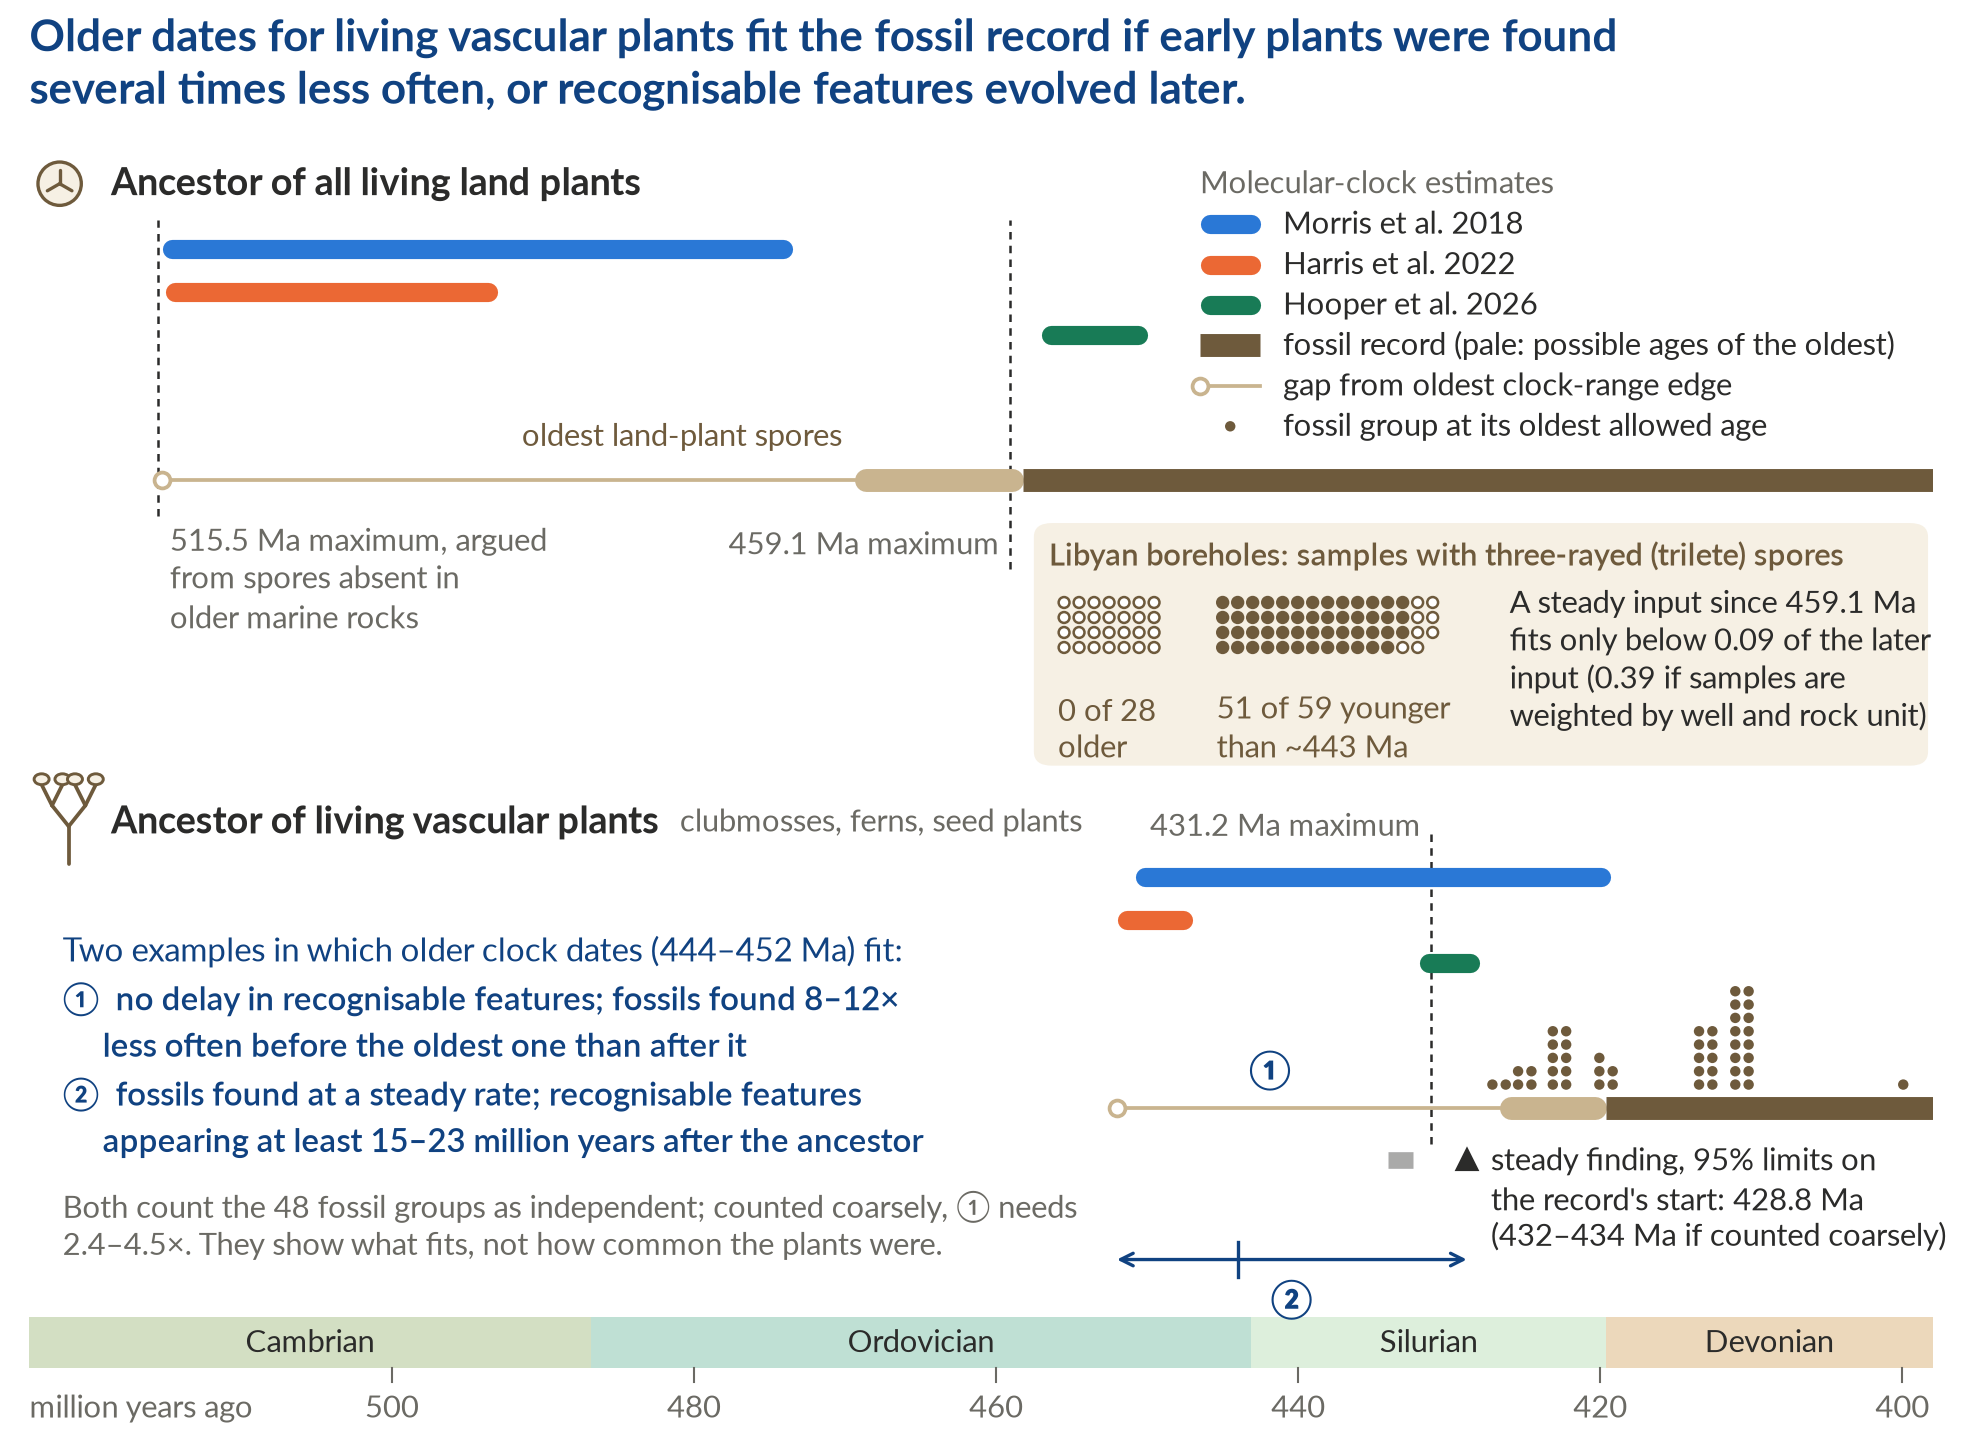 Older dates for living vascular plants fit the fossil record if early plants were found
several times less often, or recognisable features evolved later.
Ancestor of all living land plants
Molecular-clock estimates
Morris et al. 2018
Harris et al. 2022
Hooper et al. 2026
fossil record (pale: possible ages of the oldest)
gap from oldest clock-range edge
fossil group at its oldest allowed age
oldest land-plant spores
515.5 Ma maximum, argued
from spores absent in
older marine rocks
459.1 Ma maximum
Libyan boreholes: samples with three-rayed (trilete) spores
0 of 28
older
51 of 59 younger
than ~443 Ma
A steady input since 459.1 Ma
fits only below 0.09 of the later
input (0.39 if samples are
weighted by well and rock unit)
Ancestor of living vascular plants clubmosses, ferns, seed plants
431.2 Ma maximum
Two examples in which older clock dates (444–452 Ma) fit:
① no delay in recognisable features; fossils found 8–12×
less often before the oldest one than after it
② fossils found at a steady rate; recognisable features
appearing at least 15–23 million years after the ancestor
Both count the 48 fossil groups as independent; counted coarsely, ① needs
2.4–4.5×. They show what fits, not how common the plants were.
①
▲ steady finding, 95% limits on
the record's start: 428.8 Ma
(432–434 Ma if counted coarsely)
②
Cambrian Ordovician Silurian Devonian
million years ago 500 480 460 440 420 400